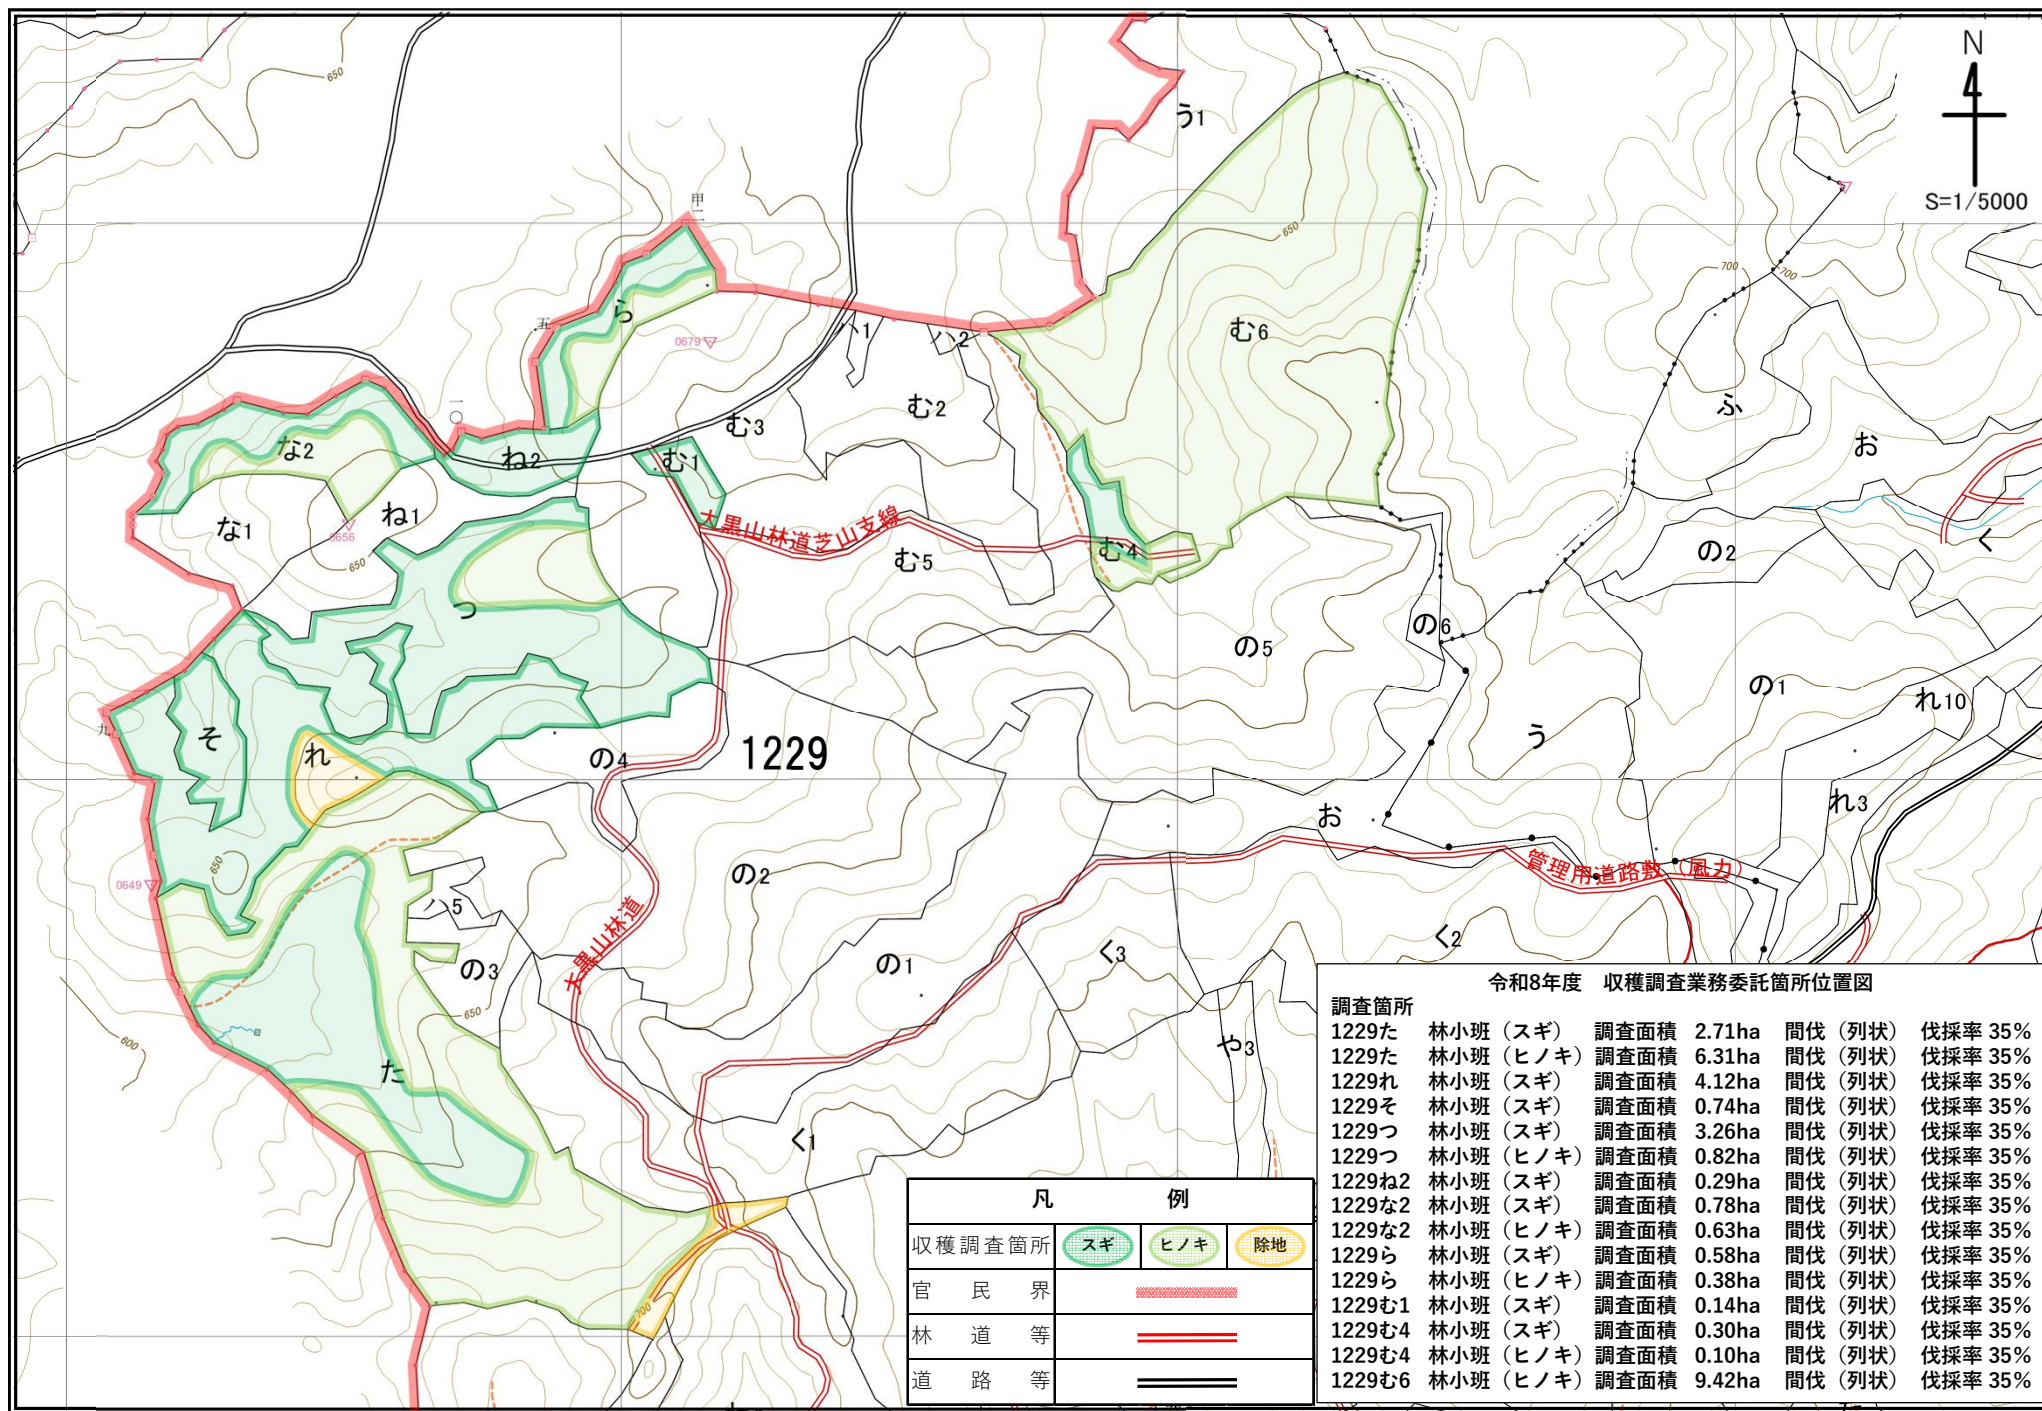 N
S=1/5000
650
う1
甲二
650
700
700
ら
五
0679
ハ1
ハ2
む6
ふ
お
一〇
む3
む2
な2
ね2
む1
な1
ね1
0656
650
大黒山林道芝山支線
む4
む5
の2
く
つ
の6
の5
の1
れ10
九
そ
れ
の4
1229
う
れ3
お
650
管理用道路敷（風力）
0649
の2
ハ5
大黒山林道
の3
の1
く3
く2
650
600
た
や3
く1
700
凡例
収穫調査箇所 スギ ヒノキ 除地
官民界
林道等
道路等
令和8年度 収穫調査業務委託箇所位置図
調査箇所
1229た 林小班（スギ） 調査面積 2.71ha 間伐（列状） 伐採率 35%
1229た 林小班（ヒノキ）調査面積 6.31ha 間伐（列状） 伐採率 35%
1229れ 林小班（スギ） 調査面積 4.12ha 間伐（列状） 伐採率 35%
1229そ 林小班（スギ） 調査面積 0.74ha 間伐（列状） 伐採率 35%
1229つ 林小班（スギ） 調査面積 3.26ha 間伐（列状） 伐採率 35%
1229つ 林小班（ヒノキ）調査面積 0.82ha 間伐（列状） 伐採率 35%
1229ね2 林小班（スギ） 調査面積 0.29ha 間伐（列状） 伐採率 35%
1229な2 林小班（スギ） 調査面積 0.78ha 間伐（列状） 伐採率 35%
1229な2 林小班（ヒノキ）調査面積 0.63ha 間伐（列状） 伐採率 35%
1229ら 林小班（スギ） 調査面積 0.58ha 間伐（列状） 伐採率 35%
1229ら 林小班（ヒノキ）調査面積 0.38ha 間伐（列状） 伐採率 35%
1229む1 林小班（スギ） 調査面積 0.14ha 間伐（列状） 伐採率 35%
1229む4 林小班（スギ） 調査面積 0.30ha 間伐（列状） 伐採率 35%
1229む4 林小班（ヒノキ）調査面積 0.10ha 間伐（列状） 伐採率 35%
1229む6 林小班（ヒノキ）調査面積 9.42ha 間伐（列状） 伐採率 35%